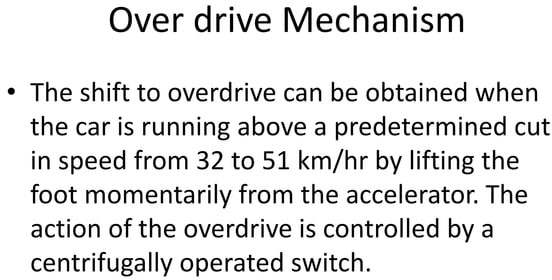 Over drive Mechanism
• The shift to overdrive can be obtained when
the car is running above a predetermined cut
in speed from 32 to 51 km/hr by lifting the
foot momentarily from the accelerator. The
action of the overdrive is controlled by a
centrifugally operated switch.